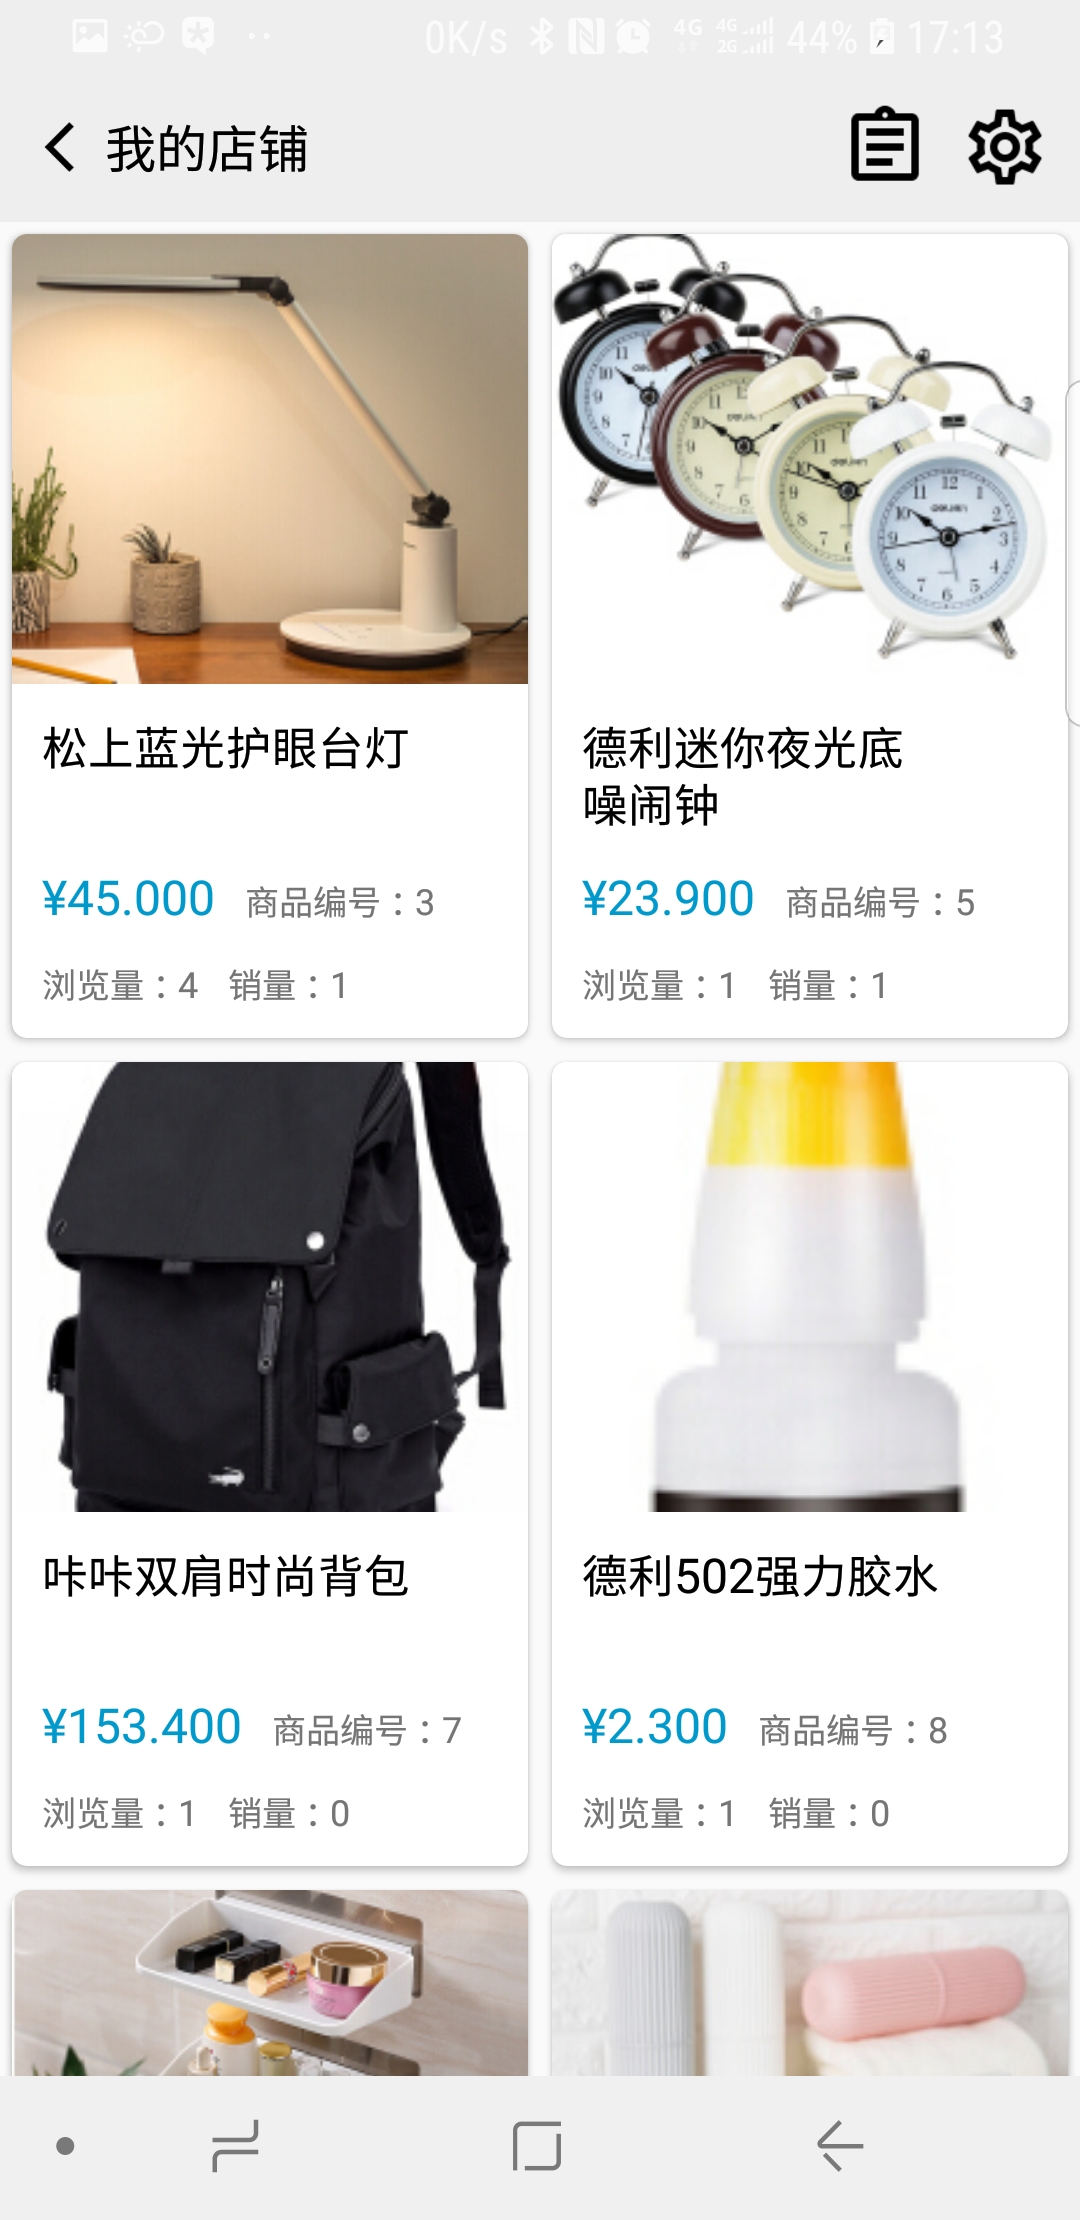 0K/s 4G 4G 2G 44% 17:13
我的店铺
松上蓝光护眼台灯
¥45.000 商品编号：3
浏览量：4 销量：1
德利迷你夜光底
噪闹钟
¥23.900 商品编号：5
浏览量：1 销量：1
咔咔双肩时尚背包
¥153.400 商品编号：7
浏览量：1 销量：0
德利502强力胶水
¥2.300 商品编号：8
浏览量：1 销量：0